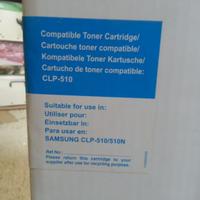 Compatible Toner Cartridge/
Cartouche toner compatible/
Kompatibele Toner Kartusche/
Cartucho de toner compatible:
CLP-510
Suitable for use in:
Utiliser pour:
Einsetzbar in:
Para usar en:
SAMSUNG CLP-510/510N
Ref No:
Please return this cartridge to your
supplier after use for recycling purpose.